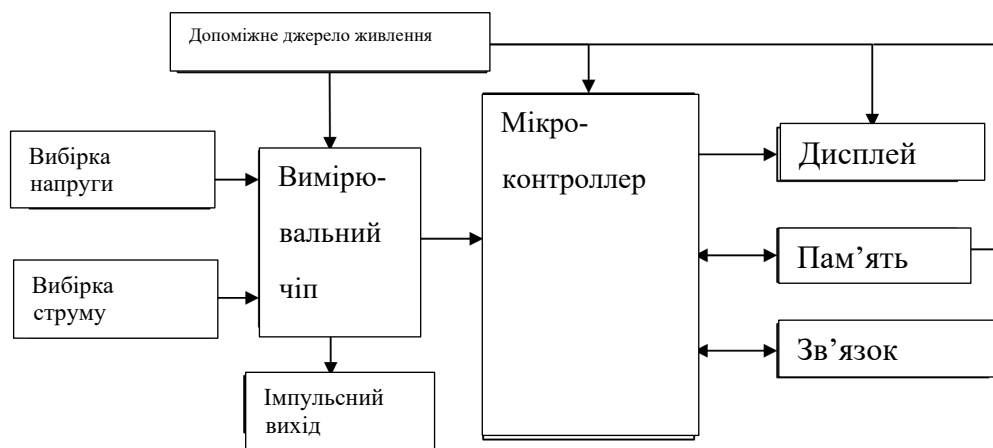 Допоміжне джерело живлення
Мікро-
контроллер
Вибірка
напруги
Вимірю-
вальний
чіп
Дисплей
Пам’ять
Вибірка
струму
Зв’язок
Імпульсний
вихід